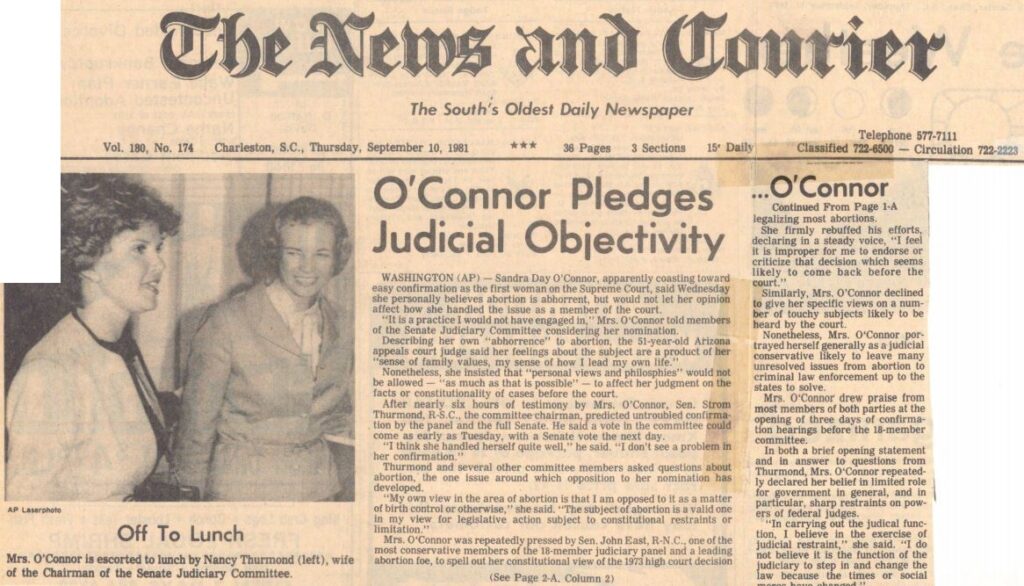 The News and Courier
The South's Oldest Daily Newspaper
Telephone 577-7111
Vol. 180, No. 174 Charleston, S.C., Thursday, September 10, 1981 *** 36 Pages 3 Sections 15¢ Daily Classified 722-6500 — Circulation 722-2223
AP Laserphoto
Off To Lunch
Mrs. O'Connor is escorted to lunch by Nancy Thurmond (left), wife
of the Chairman of the Senate Judiciary Committee.
O'Connor Pledges
Judicial Objectivity
WASHINGTON (AP) — Sandra Day O'Connor, apparently coasting toward
easy confirmation as the first woman on the Supreme Court, said Wednesday
she personally believes abortion is abhorrent, but would not let her opinion
affect how she handled the issue as a member of the court.
"It is a practice I would not have engaged in," Mrs. O'Connor told members
of the Senate Judiciary Committee considering her nomination.
Describing her own "abhorrence" to abortion, the 51-year-old Arizona
appeals court judge said her feelings about the subject are a product of her
"sense of family values, my sense of how I lead my own life."
Nonetheless, she insisted that "personal views and philosphies" would not
be allowed — "as much as that is possible" — to affect her judgment on the
facts or constitutionality of cases before the court.
After nearly six hours of testimony by Mrs. O'Connor, Sen. Strom
Thurmond, R-S.C., the committee chairman, predicted untroubled confirma-
tion by the panel and the full Senate. He said a vote in the committee could
come as early as Tuesday, with a Senate vote the next day.
"I think she handled herself quite well," he said. "I don't see a problem in
her confirmation."
Thurmond and several other committee members asked questions about
abortion, the one issue around which opposition to her nomination has
developed.
"My own view in the area of abortion is that I am opposed to it as a matter
of birth control or otherwise," she said. "The subject of abortion is a valid one
in my view for legislative action subject to constitutional restraints or
limitation."
Mrs. O'Connor was repeatedly pressed by Sen. John East, R-N.C., one of the
most conservative members of the 18-member judiciary panel and a leading
abortion foe, to spell out her constitutional view of the 1973 high court decision
(See Page 2-A, Column 2)
...O'Connor
Continued From Page 1-A
legalizing most abortions.
She firmly rebuffed his efforts,
declaring in a steady voice, "I feel
it is improper for me to endorse or
criticize that decision which seems
likely to come back before the
court."
Similarly, Mrs. O'Connor declined
to give her specific views on a num-
ber of touchy subjects likely to be
heard by the court.
Nonetheless, Mrs. O'Connor por-
trayed herself generally as a judicial
conservative likely to leave many
unresolved issues from abortion to
criminal law enforcement up to the
states to solve.
Mrs. O'Connor drew praise from
most members of both parties at the
opening of three days of confirma-
tion hearings before the 18-member
committee.
In both a brief opening statement
and in answer to questions from
Thurmond, Mrs. O'Connor repeated-
ly declared her belief in limited role
for government in general, and in
particular, sharp restraints on pow-
ers of federal judges.
"In carrying out the judicial func-
tion, I believe in the exercise of
judicial restraint," she said. "I do
not believe it is the function of the
judiciary to step in and change the
law because the times or social